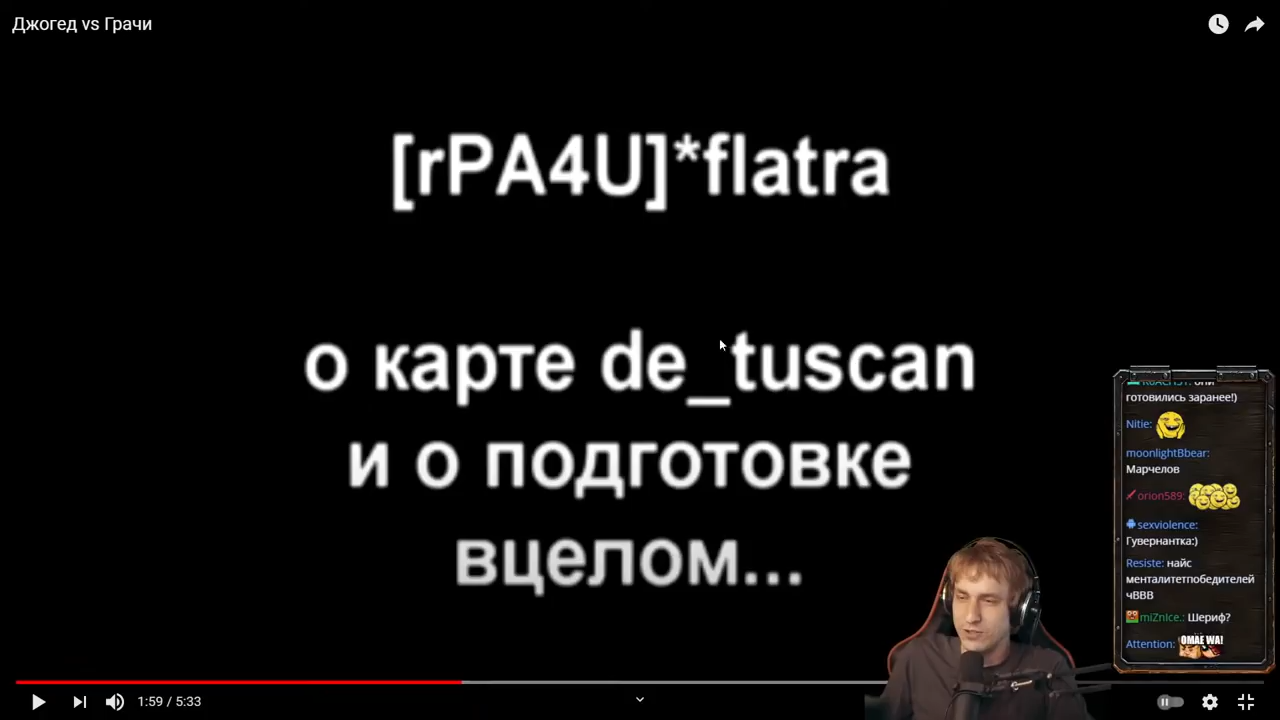 Джогед vs Грачи
[rPA4U]*flatra
о карте de_tuscan
и о подготовке
вцелом...
они
готовились заранее!)
Nitie:
moonlightBbear:
Марчелов
orion589:
sexviolence:
Гувернантка:)
Resiste: найс
менталитетпобедителей
чВВВ
miZnIce.: Шериф?
Attention: OMAE WA!
1:59 / 5:33